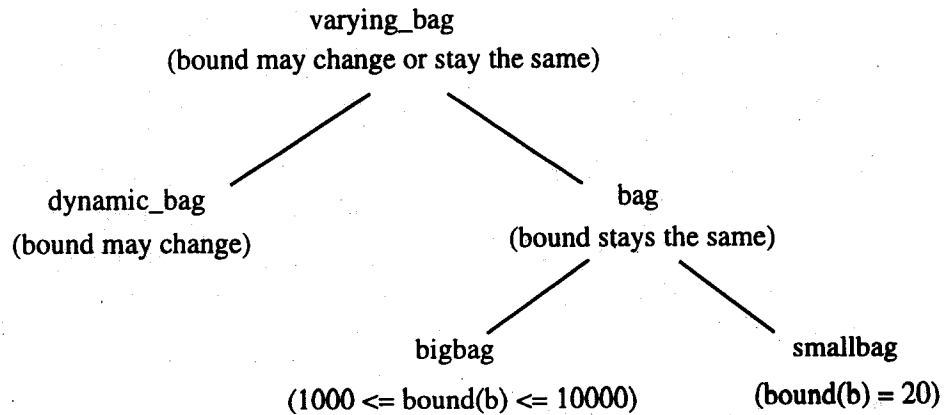 varying_bag
(bound may change or stay the same)
dynamic_bag
(bound may change)
bag
(bound stays the same)
bigbag
(1000 <= bound(b) <= 10000)
smallbag
(bound(b) = 20)